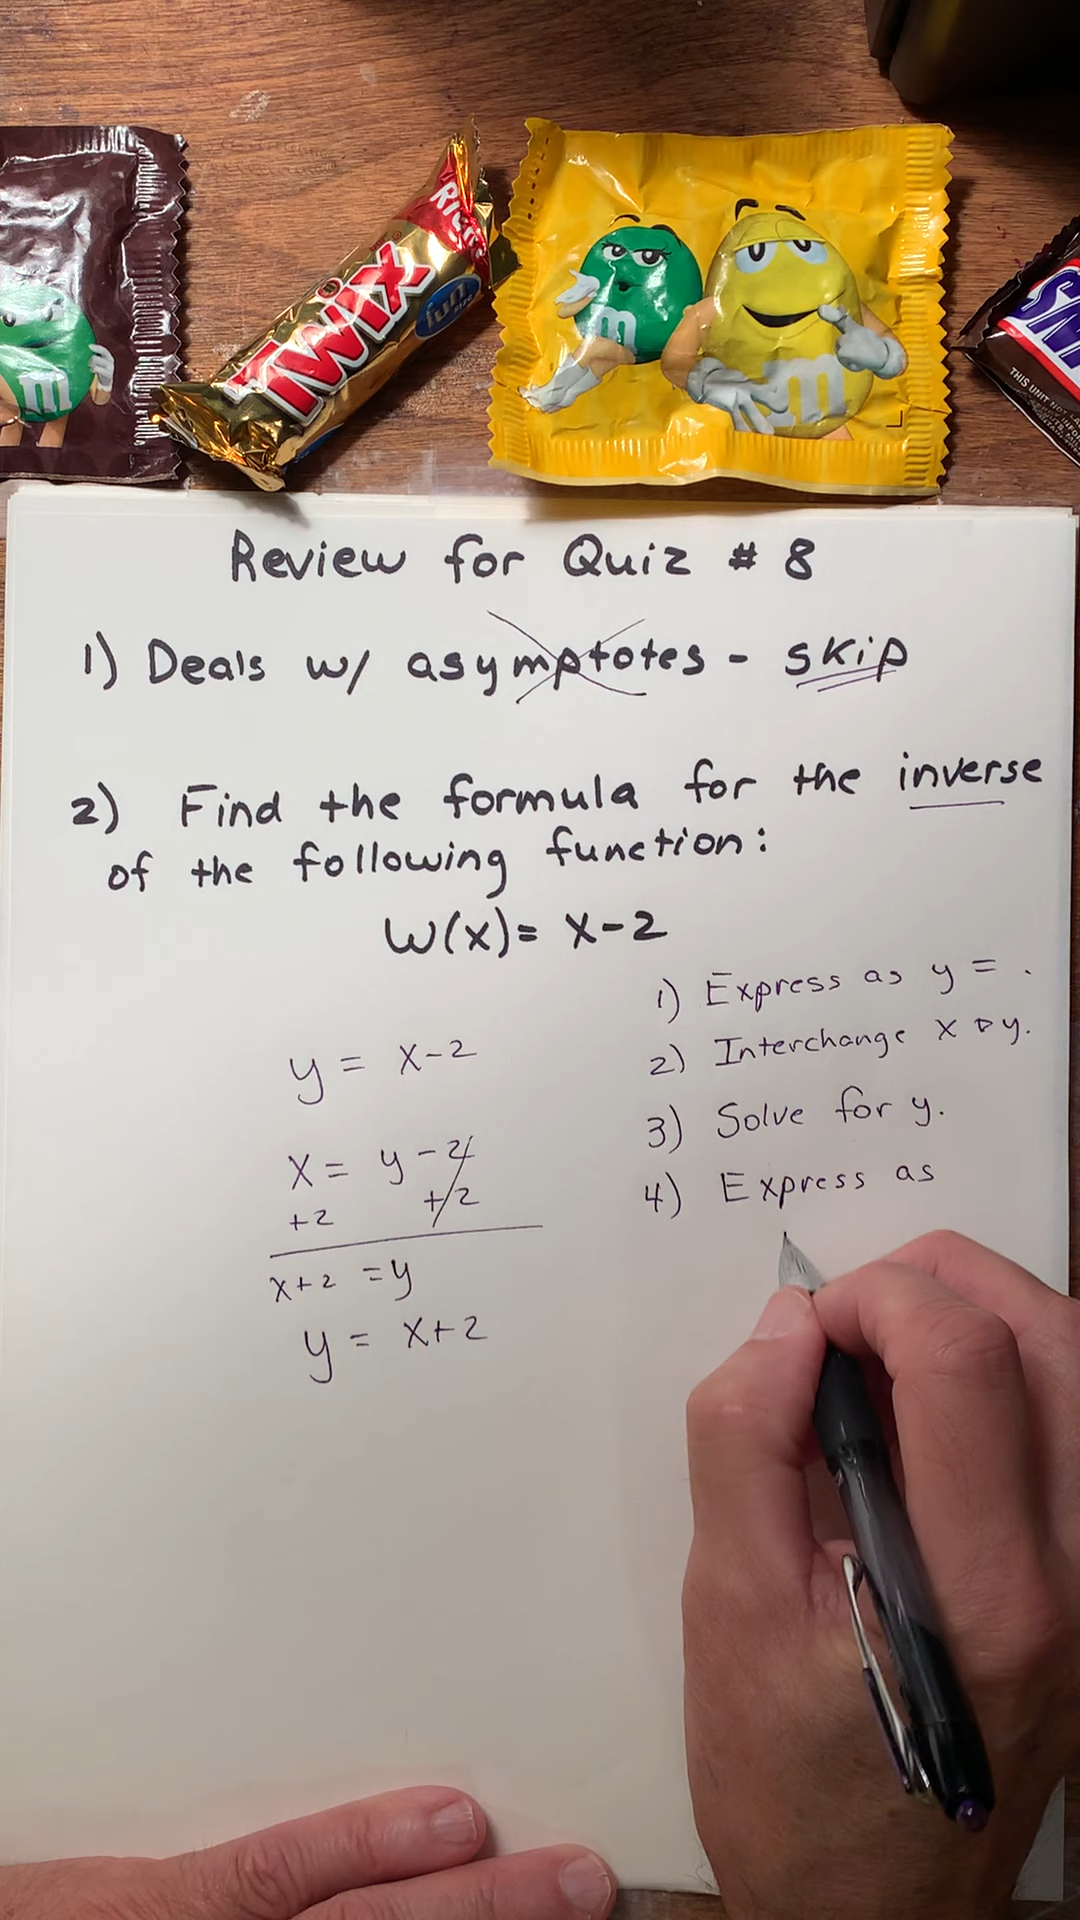 TWIX
fun
size
m
m
m
Review for Quiz # 8
1) Deals w/ asymptotes - skip
2) Find the formula for the inverse
of the following function:
W(x)= x-2
1) Express as y = .
2) Interchange x & y.
3) Solve for y.
4) Express as
y = x-2
x = y - 2
+2 +2
x+2 = y
y = x+2